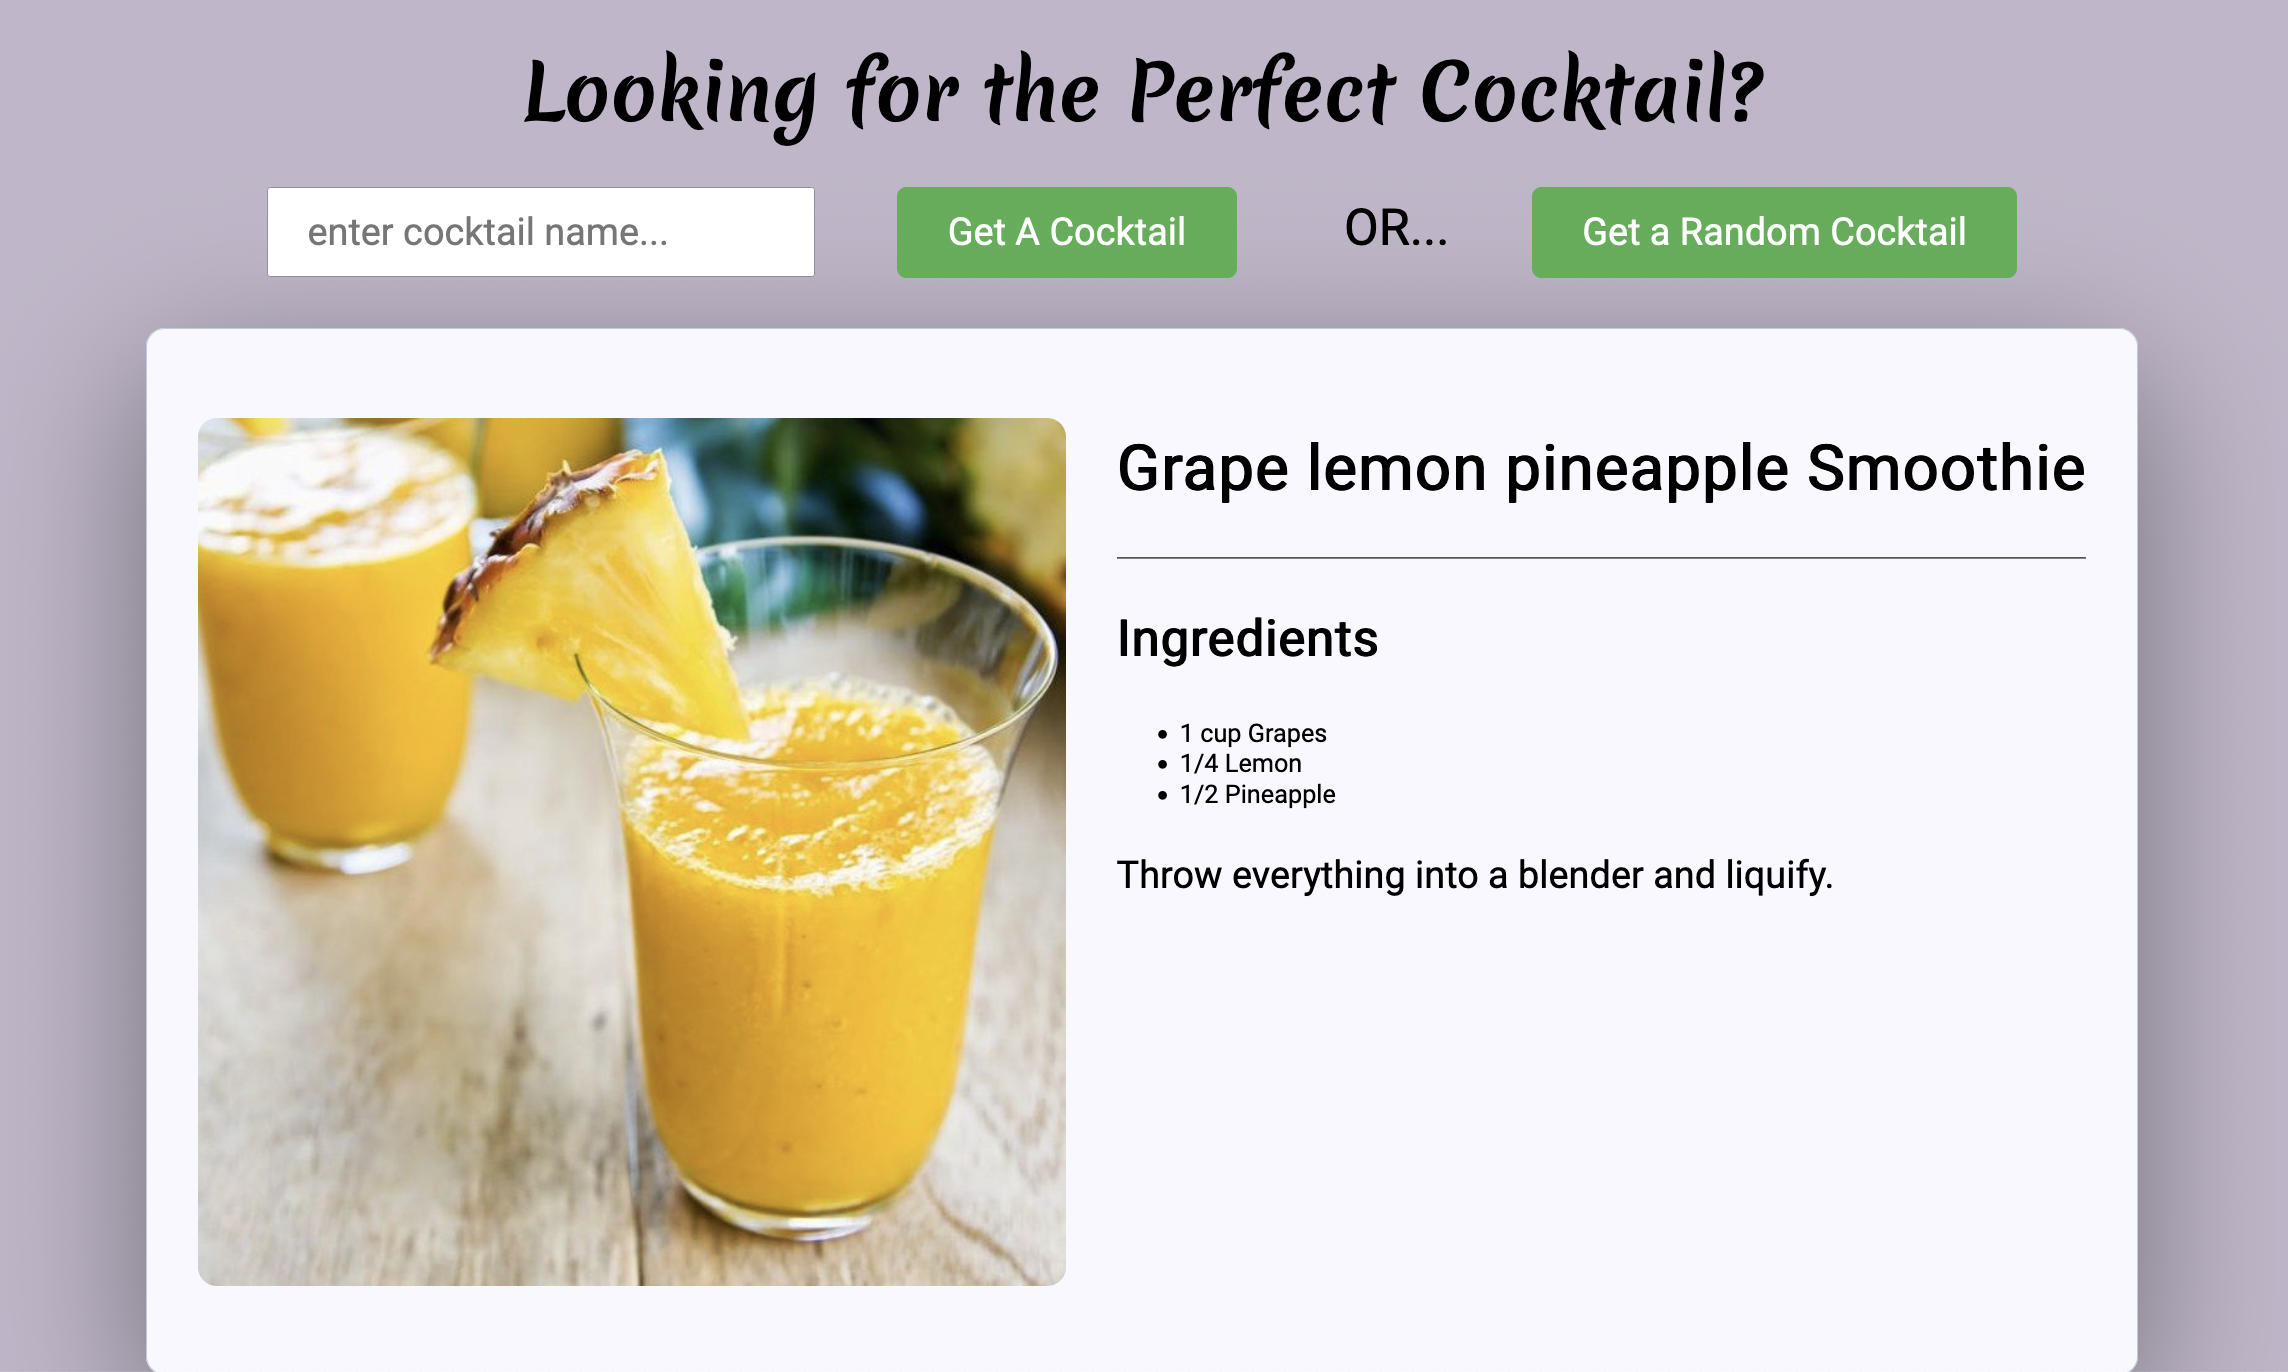 Looking for the Perfect Cocktail?
enter cocktail name...
Get A Cocktail
OR...
Get a Random Cocktail
Grape lemon pineapple Smoothie
Ingredients
1 cup Grapes
1/4 Lemon
1/2 Pineapple
Throw everything into a blender and liquify.